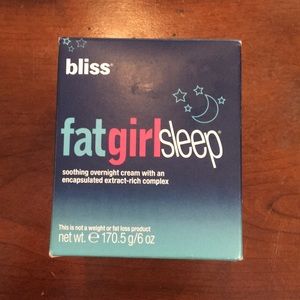 bliss®
fatgirlsleep®
soothing overnight cream with an
encapsulated extract-rich complex
This is not a weight or fat loss product
net wt. ℮ 170.5 g/6 oz